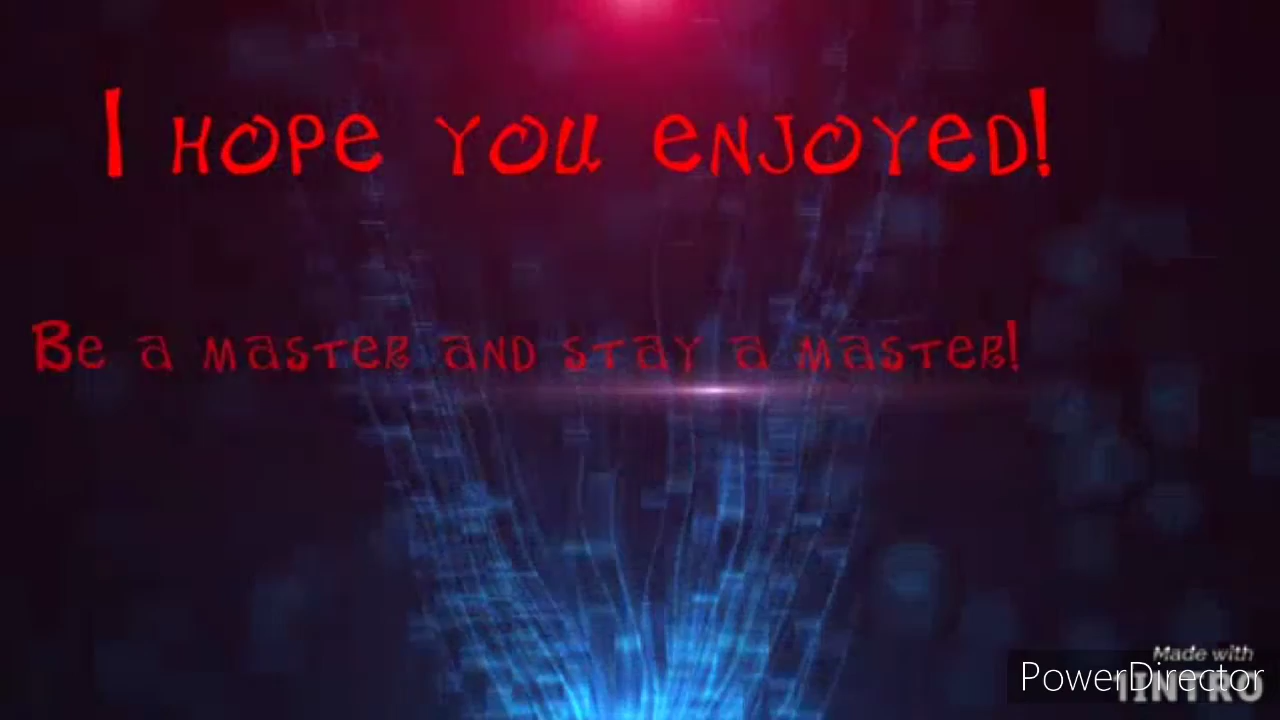 I hope you enjoyed!
Be a master and stay a master!
Made with
PowerDirector